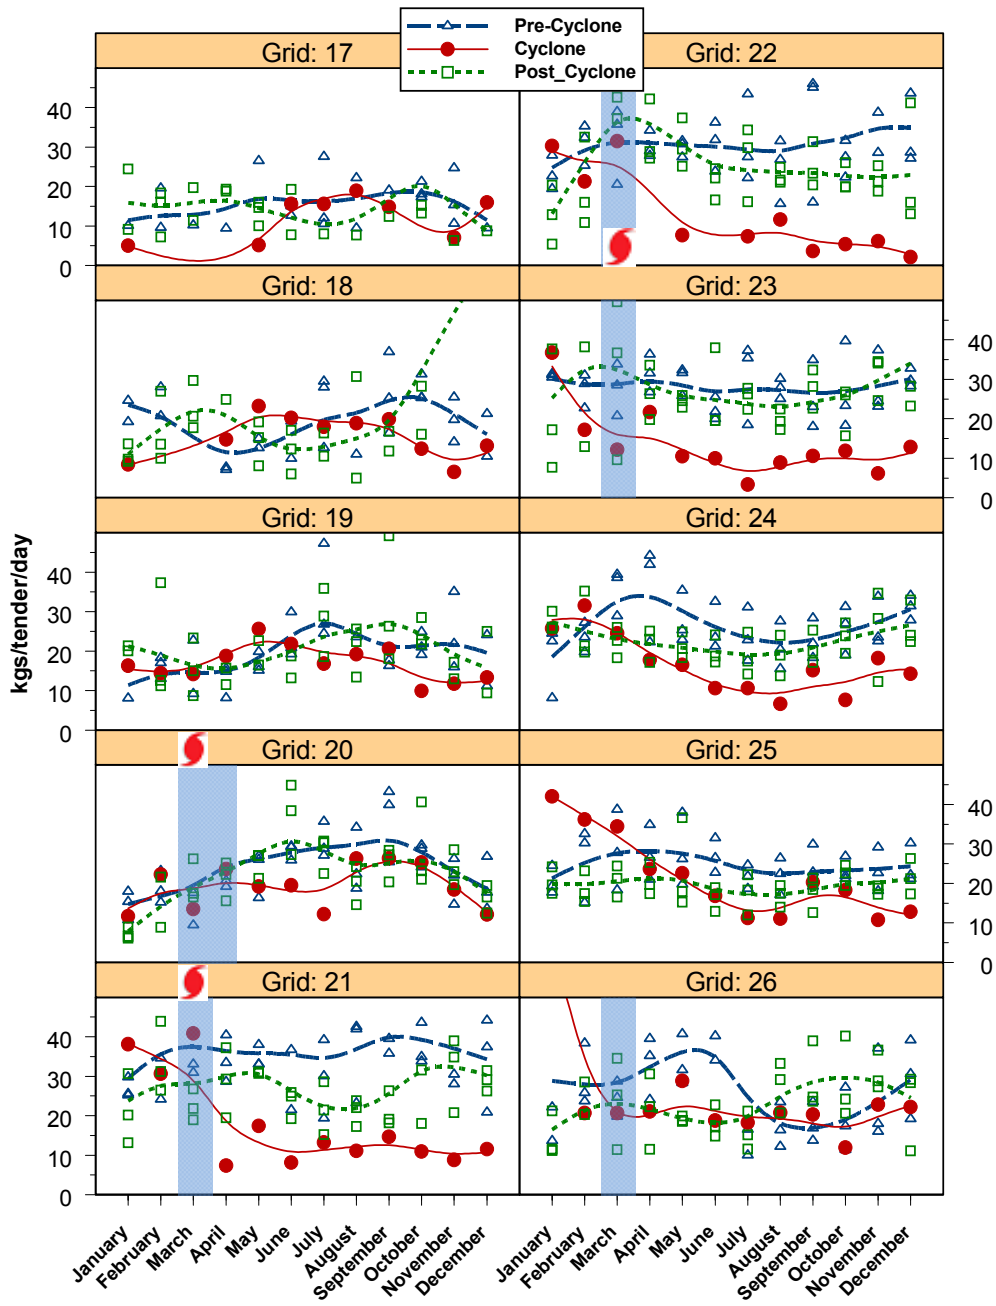 Pre-Cyclone
Cyclone
Post_Cyclone
Grid: 17
Grid: 22
40
30
20
10
0
Grid: 18
Grid: 23
40
30
20
10
0
Grid: 19
Grid: 24
40
30
20
10
0
kgs/tender/day
Grid: 20
Grid: 25
40
30
20
10
0
Grid: 21
Grid: 26
40
30
20
10
0
January
February
March
April
May
June
July
August
September
October
November
December
January
February
March
April
May
June
July
August
September
October
November
December